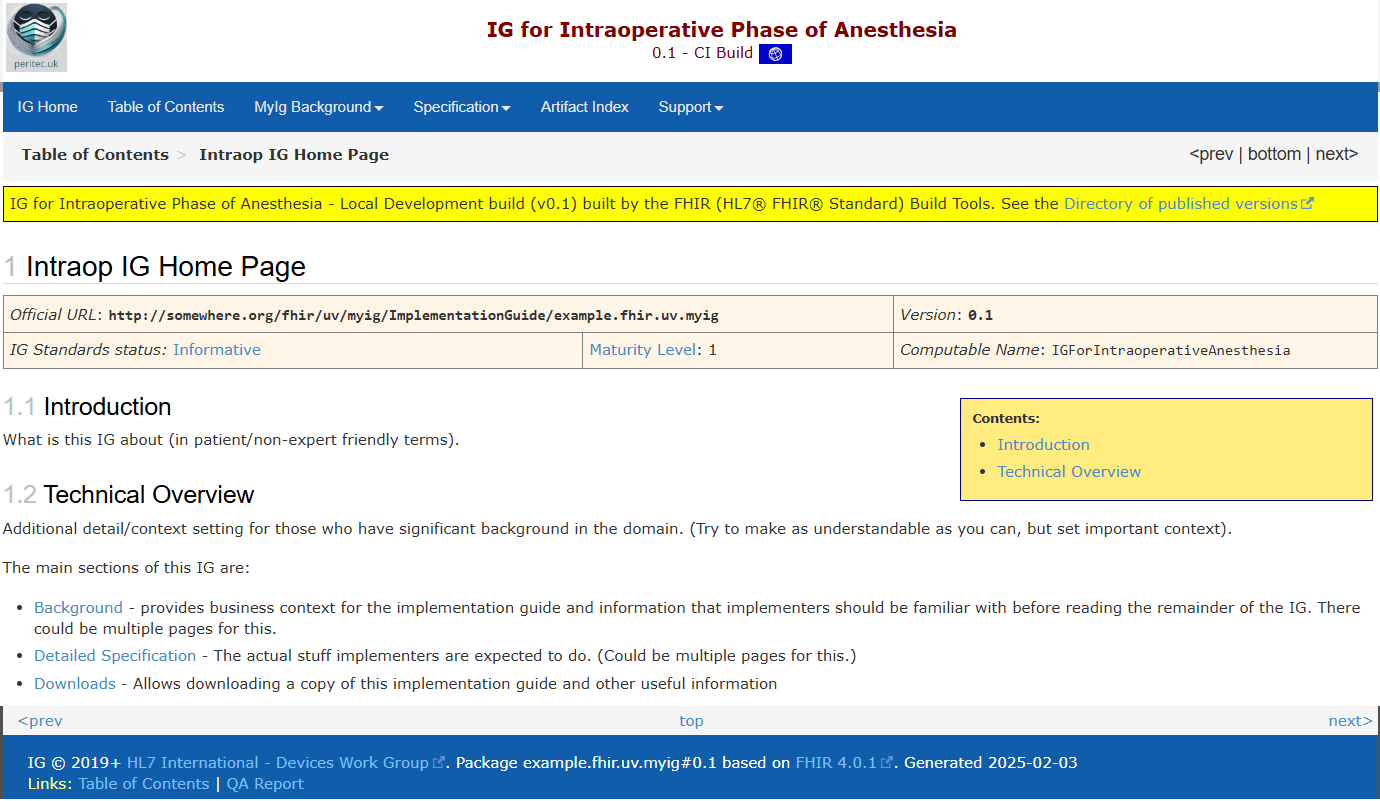 peritec.uk
IG for Intraoperative Phase of Anesthesia
0.1 - CI Build
IG Home Table of Contents MyIg Background Specification Artifact Index Support
Table of Contents > Intraop IG Home Page <prev | bottom | next>
IG for Intraoperative Phase of Anesthesia - Local Development build (v0.1) built by the FHIR (HL7® FHIR® Standard) Build Tools. See the Directory of published versions
1 Intraop IG Home Page
Official URL: http://somewhere.org/fhir/uv/myig/ImplementationGuide/example.fhir.uv.myig Version: 0.1
IG Standards status: Informative Maturity Level: 1 Computable Name: IGForIntraoperativeAnesthesia
1.1 Introduction
What is this IG about (in patient/non-expert friendly terms).
Contents:
• Introduction
• Technical Overview
1.2 Technical Overview
Additional detail/context setting for those who have significant background in the domain. (Try to make as understandable as you can, but set important context).
The main sections of this IG are:
• Background - provides business context for the implementation guide and information that implementers should be familiar with before reading the remainder of the IG. There
could be multiple pages for this.
• Detailed Specification - The actual stuff implementers are expected to do. (Could be multiple pages for this.)
• Downloads - Allows downloading a copy of this implementation guide and other useful information
<prev top next>
IG © 2019+ HL7 International - Devices Work Group. Package example.fhir.uv.myig#0.1 based on FHIR 4.0.1. Generated 2025-02-03
Links: Table of Contents | QA Report